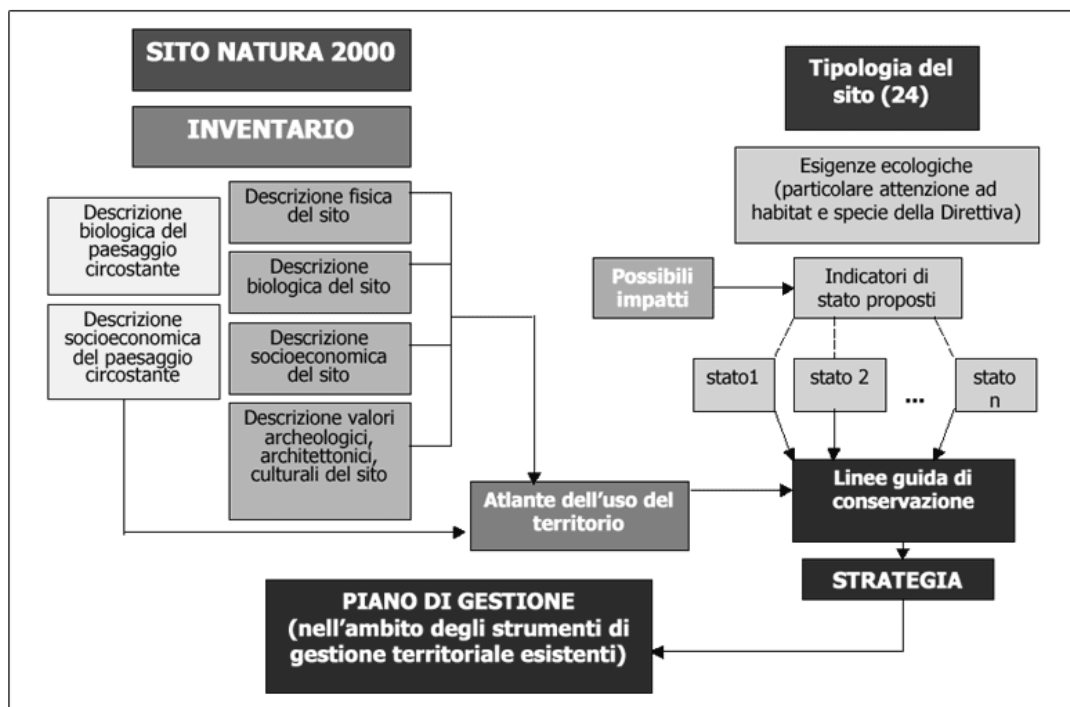 SITO NATURA 2000
INVENTARIO
Descrizione
biologica del
paesaggio
circostante
Descrizione
socioeconomica
del paesaggio
circostante
Descrizione fisica
del sito
Descrizione
biologica del sito
Descrizione
socioeconomica
del sito
Descrizione valori
archeologici,
architettonici,
culturali del sito
Tipologia del
sito (24)
Esigenze ecologiche
(particolare attenzione ad
habitat e specie della Direttiva)
Possibili
impatti
Indicatori di
stato proposti
stato1
stato 2
...
stato
n
Atlante dell’uso del
territorio
Linee guida di
conservazione
STRATEGIA
PIANO DI GESTIONE
(nell’ambito degli strumenti di
gestione territoriale esistenti)